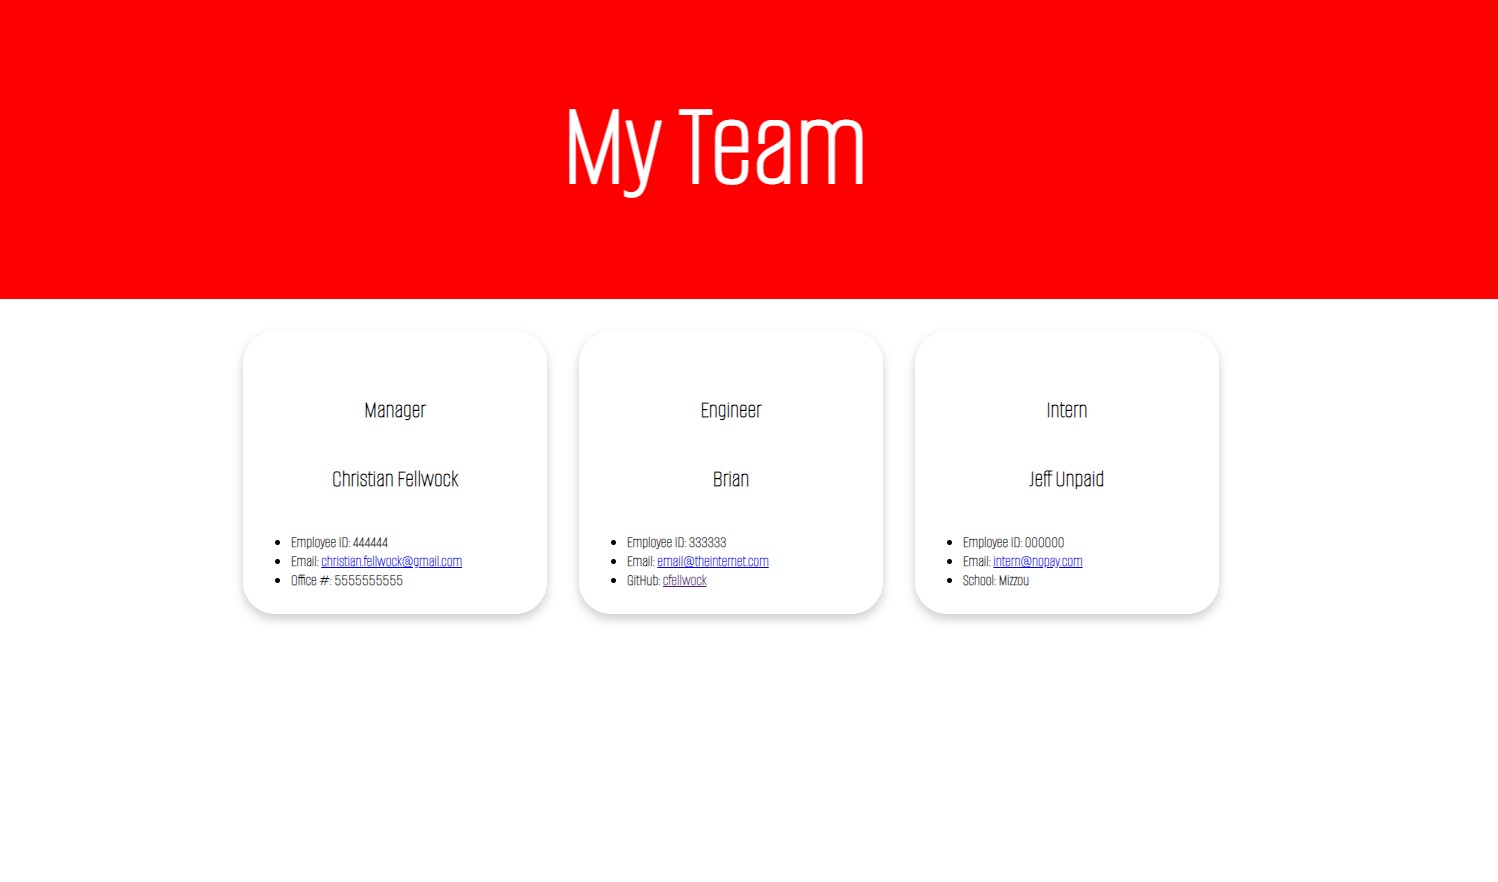 My Team
Manager
Christian Fellwock
Employee ID: 444444
Email: christian.fellwock@gmail.com
Office #: 5555555555
Engineer
Brian
Employee ID: 333333
Email: email@theinternet.com
GitHub: cfellwock
Intern
Jeff Unpaid
Employee ID: 000000
Email: intern@nopay.com
School: Mizzou